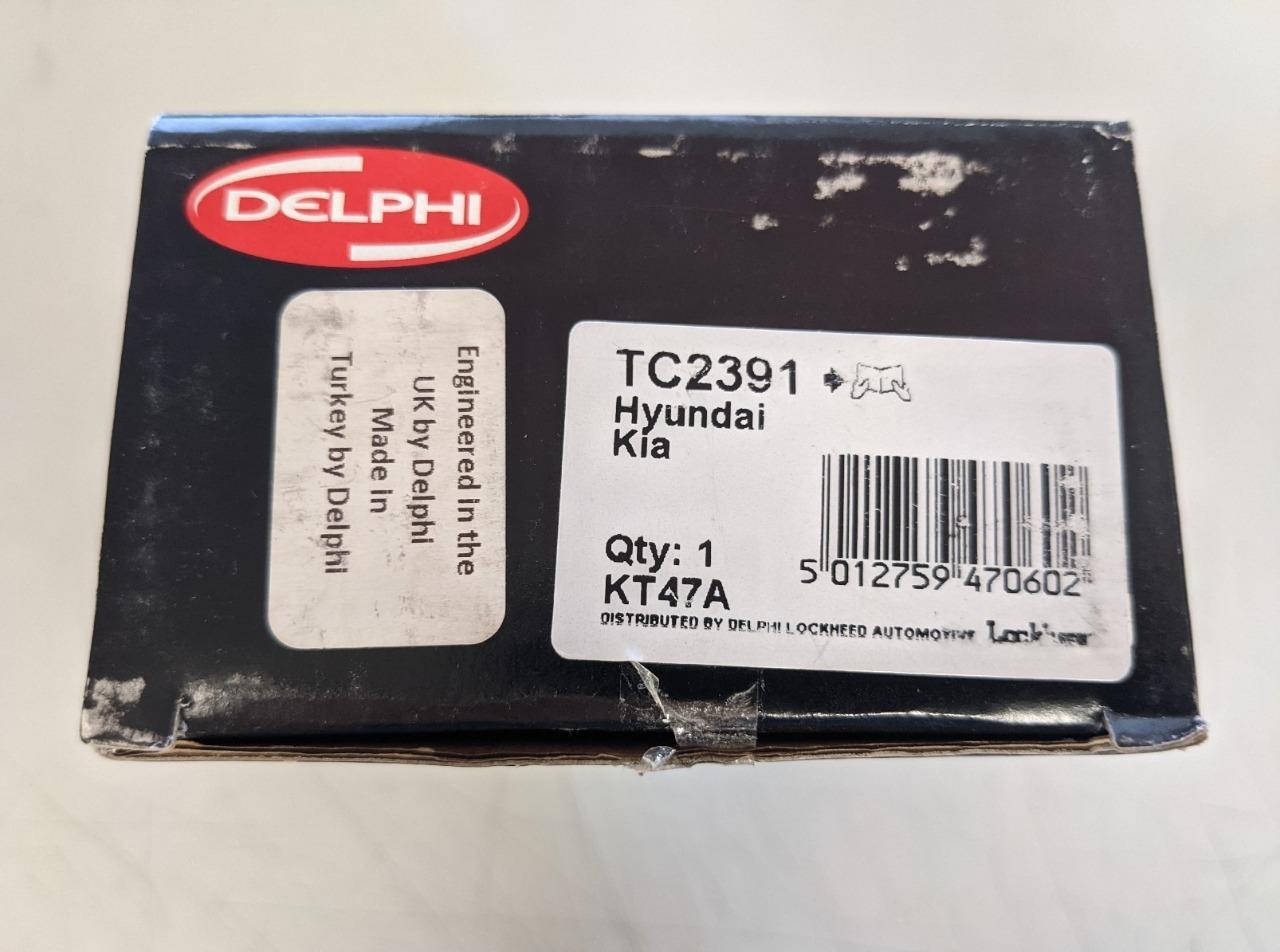 DELPHI
Engineered in the
UK by Delphi
Made in
Turkey by Delphi
TC2391
Hyundai
Kia
Qty: 1
KT47A
5 012759 470602
DISTRIBUTED BY DELPHI LOCKHEED AUTOMOTIVE